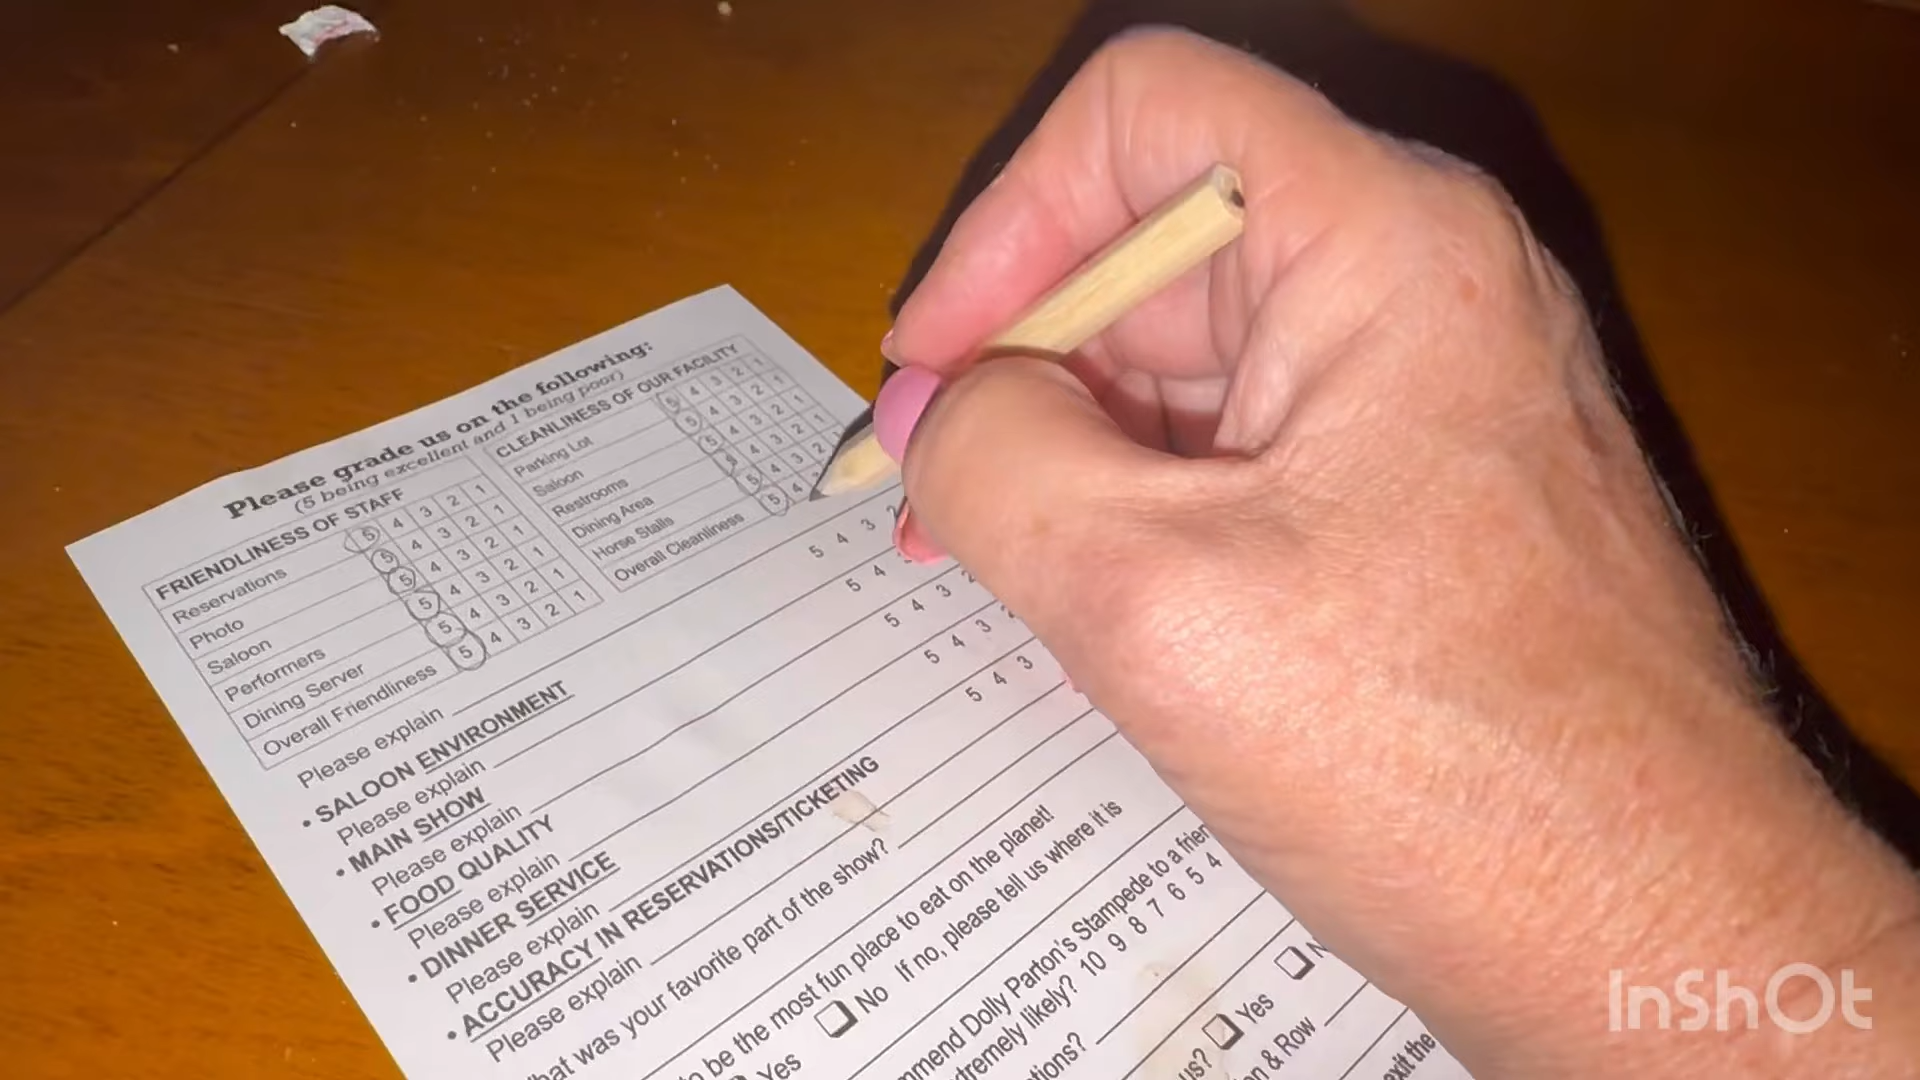 Please grade us on the following:
(5 being excellent and 1 being poor)
FRIENDLINESS OF STAFF
Reservations 5 4 3 2 1
Photo 5 4 3 2 1
Saloon 5 4 3 2 1
Performers 5 4 3 2 1
Dining Server 5 4 3 2 1
Overall Friendliness 5 4 3 2 1
CLEANLINESS OF OUR FACILITY
Parking Lot 5 4 3 2 1
Saloon 5 4 3 2 1
Restrooms 5 4 3 2 1
Dining Area 4 3 2 1
Horse Stalls 5 4 3 2
Overall Cleanliness 5 4
Please explain
• SALOON ENVIRONMENT 5 4 3 2
Please explain
• MAIN SHOW 5 4
Please explain
• FOOD QUALITY 5 4 3 2
Please explain
• DINNER SERVICE 5 4 3 2
Please explain
• ACCURACY IN RESERVATIONS/TICKETING 5 4 3
Please explain
hat was your favorite part of the show?
to be the most fun place to eat on the planet!
Yes No If no, please tell us where it is
mmend Dolly Parton's Stampede to a frien
xtremely likely? 10 9 8 7 6 5 4
tions?
us? Yes N
n & Row
exit the
InShOt